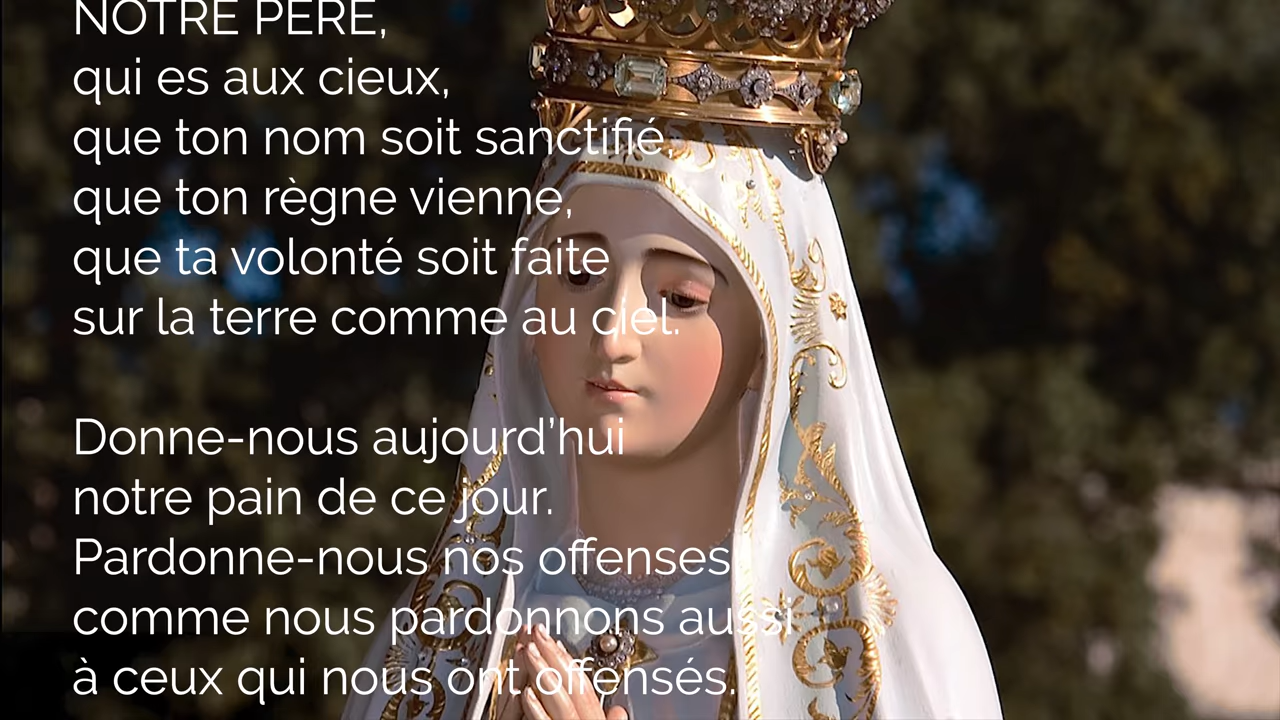 NOTRE PÈRE,
qui es aux cieux,
que ton nom soit sanctifié,
que ton règne vienne,
que ta volonté soit faite
sur la terre comme au ciel.
Donne-nous aujourd’hui
notre pain de ce jour.
Pardonne-nous nos offenses
comme nous pardonnons aussi
à ceux qui nous ont offensés.